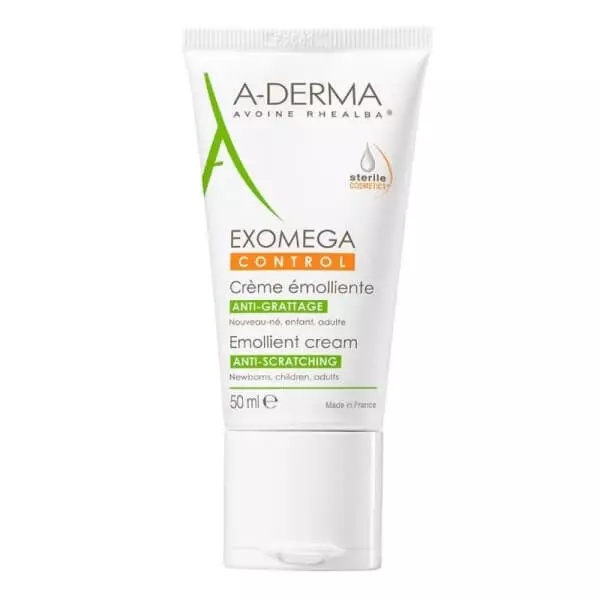 A-DERMA
AVOINE RHEALBA®
sterile
COSMETICS
EXOMEGA
CONTROL
Crème émolliente
ANTI-GRATTAGE
Nouveau-né, enfant, adulte
Emollient cream
ANTI-SCRATCHING
Newborns, children, adults
50 ml ℮
Made in France